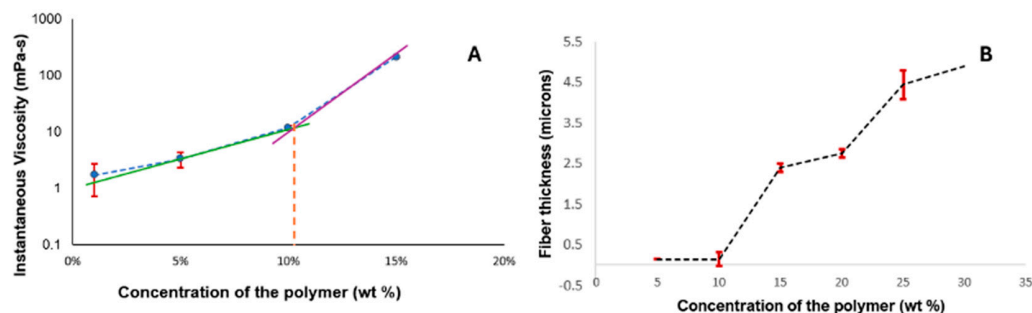 1000
100
10
1
0.1
Instantaneous Viscosity (mPa-s)
A
0% 5% 10% 15% 20%
Concentration of the polymer (wt %)
5.5
4.5
3.5
2.5
1.5
0.5
-0.5
Fiber thickness (microns)
B
0 5 10 15 20 25 30 35
Concentration of the polymer (wt %)